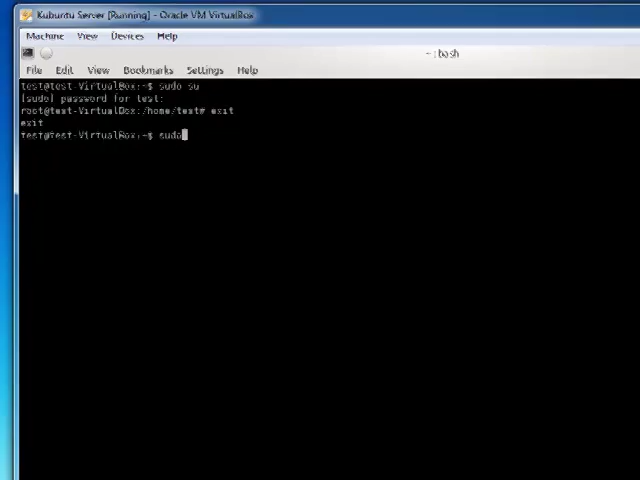 Kubuntu Server [Running] - Oracle VM VirtualBox
Machine View Devices Help
~ : bash
File Edit View Bookmarks Settings Help
test@test-VirtualBox:~$ sudo su
[sudo] password for test:
root@test-VirtualBox:/home/test# exit
exit
test@test-VirtualBox:~$ sudo